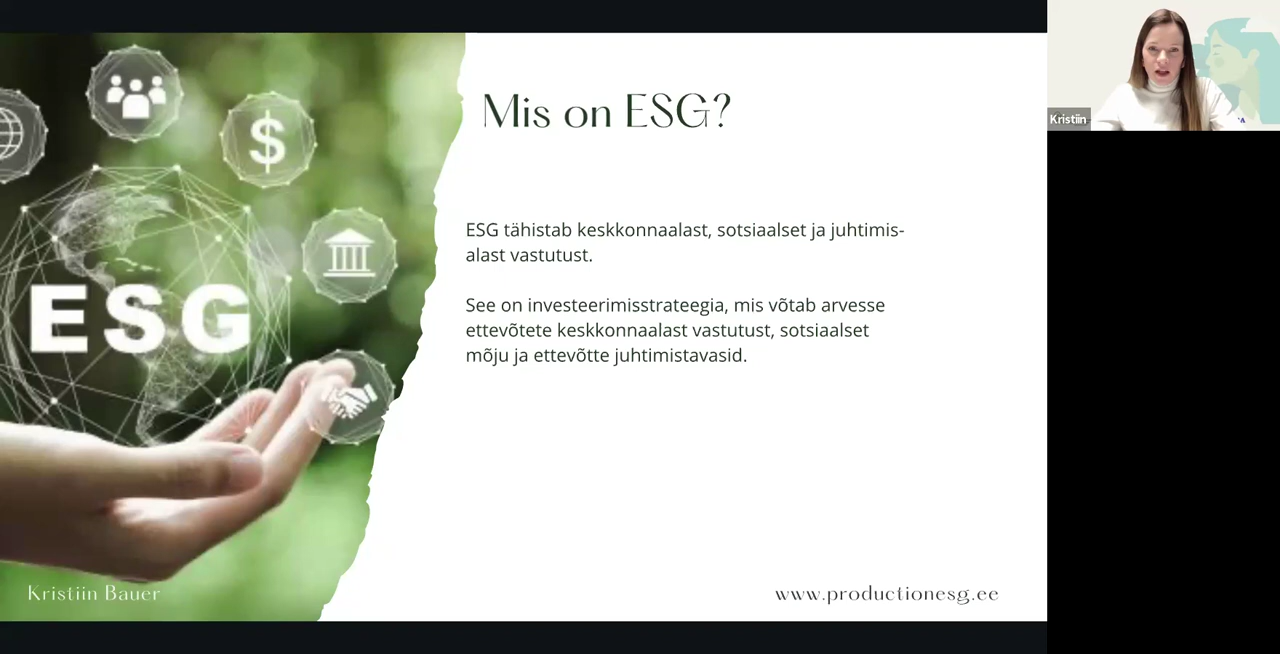 Mis on ESG?
ESG tähistab keskkonnaalast, sotsiaalset ja juhtimis-
alast vastutust.
See on investeerimisstrateegia, mis võtab arvesse
ettevõtete keskkonnaalast vastutust, sotsiaalset
mõju ja ettevõtte juhtimistavasid.
$
ESG
Kristiin Bauer
www.productionesg.ee
Kristiin